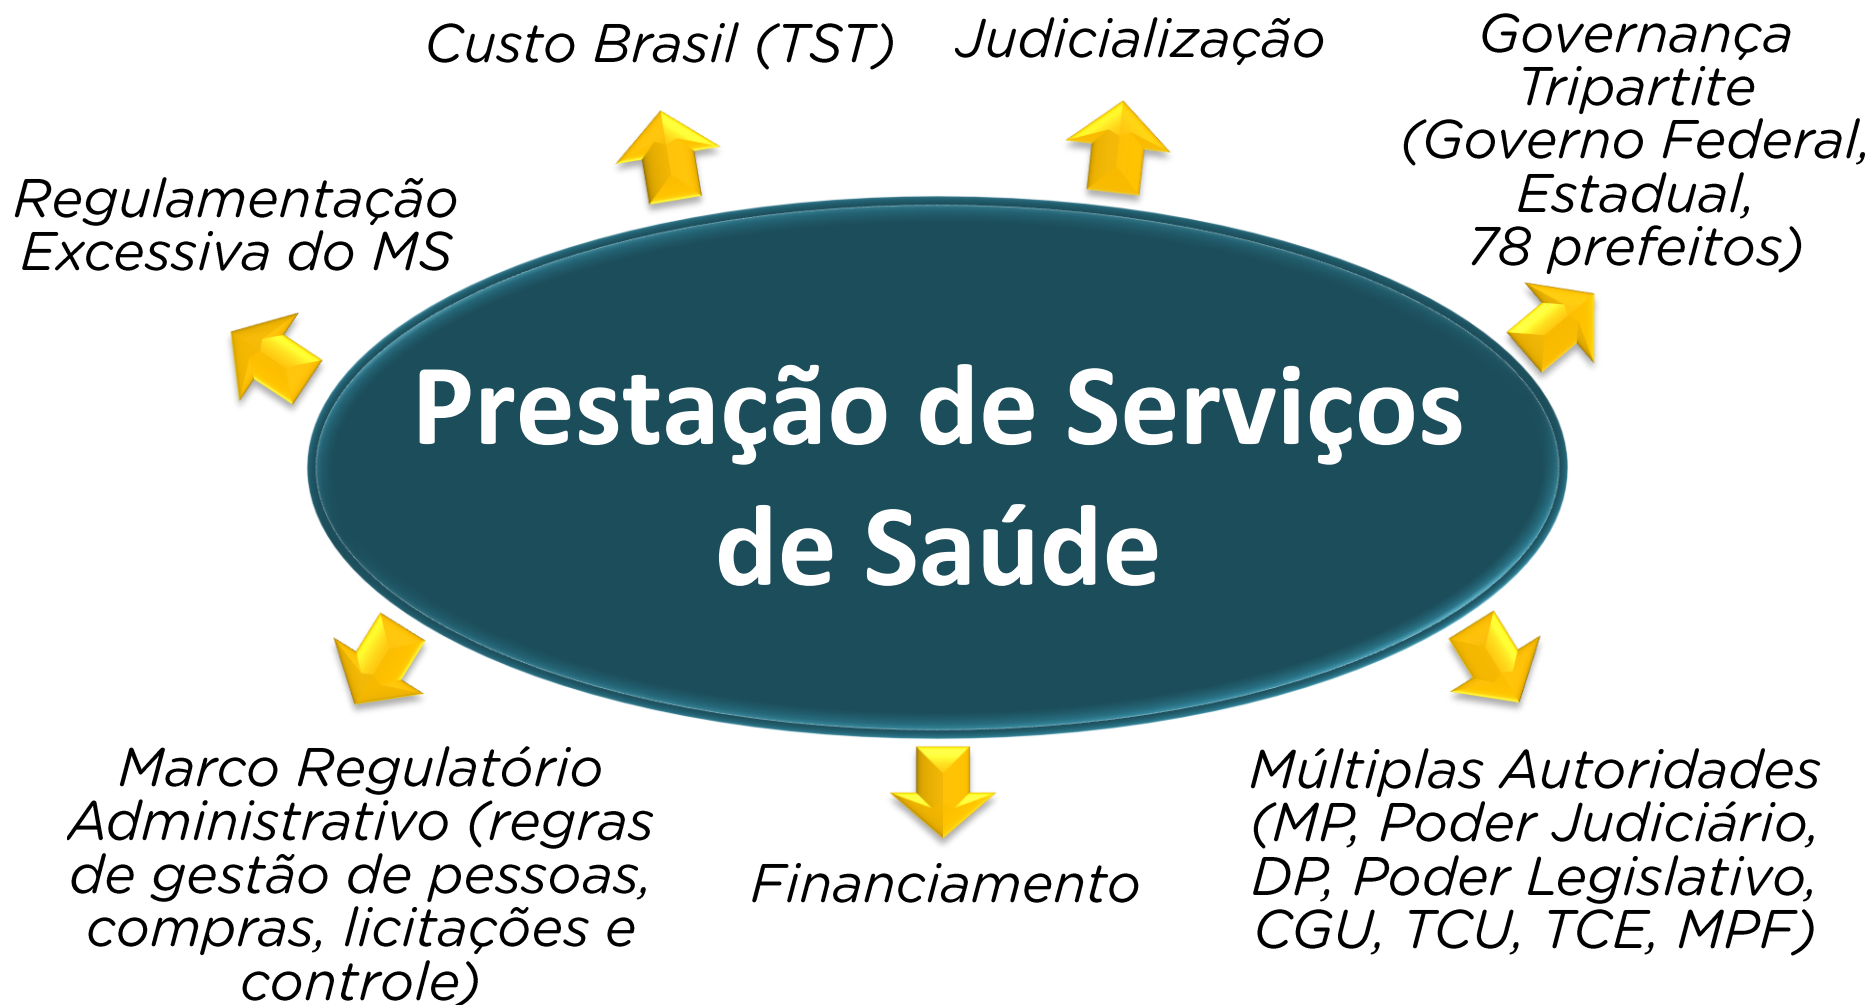 Custo Brasil (TST)
Judicialização
Governança
Tripartite
(Governo Federal,
Estadual,
78 prefeitos)
Regulamentação
Excessiva do MS
Prestação de Serviços
de Saúde
Marco Regulatório
Administrativo (regras
de gestão de pessoas,
compras, licitações e
controle)
Financiamento
Múltiplas Autoridades
(MP, Poder Judiciário,
DP, Poder Legislativo,
CGU, TCU, TCE, MPF)